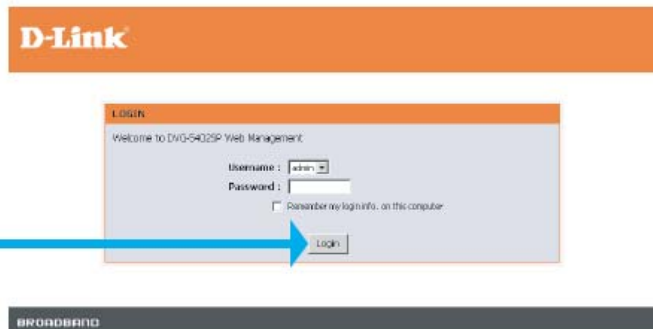 D-Link
LOGIN
Welcome to DVG-5402SP Web Management
Username : admin
Password :
Remember my login info. on this computer
Login
BROADBAND